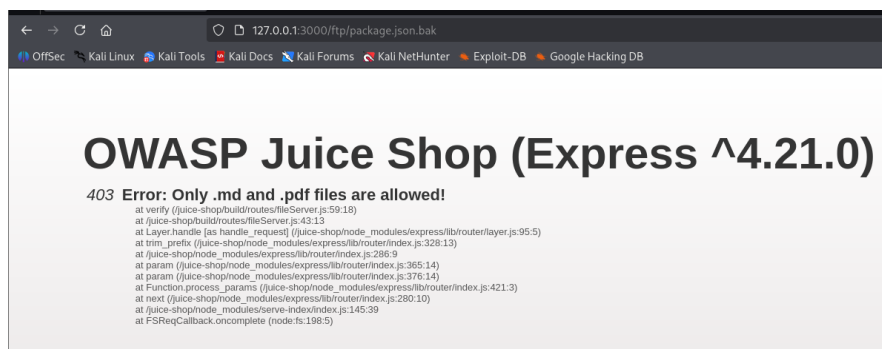 127.0.0.1:3000/ftp/package.json.bak
OffSec Kali Linux Kali Tools Kali Docs Kali Forums Kali NetHunter Exploit-DB Google Hacking DB
OWASP Juice Shop (Express ^4.21.0)
403 Error: Only .md and .pdf files are allowed!
at verify (/juice-shop/build/routes/fileServer.js:59:18)
at /juice-shop/build/routes/fileServer.js:43:13
at Layer.handle [as handle_request] (/juice-shop/node_modules/express/lib/router/layer.js:95:5)
at trim_prefix (/juice-shop/node_modules/express/lib/router/index.js:328:13)
at /juice-shop/node_modules/express/lib/router/index.js:286:9
at param (/juice-shop/node_modules/express/lib/router/index.js:365:14)
at param (/juice-shop/node_modules/express/lib/router/index.js:376:14)
at Function.process_params (/juice-shop/node_modules/express/lib/router/index.js:421:3)
at next (/juice-shop/node_modules/express/lib/router/index.js:280:10)
at /juice-shop/node_modules/serve-index/index.js:145:39
at FSReqCallback.oncomplete (node:fs:198:5)